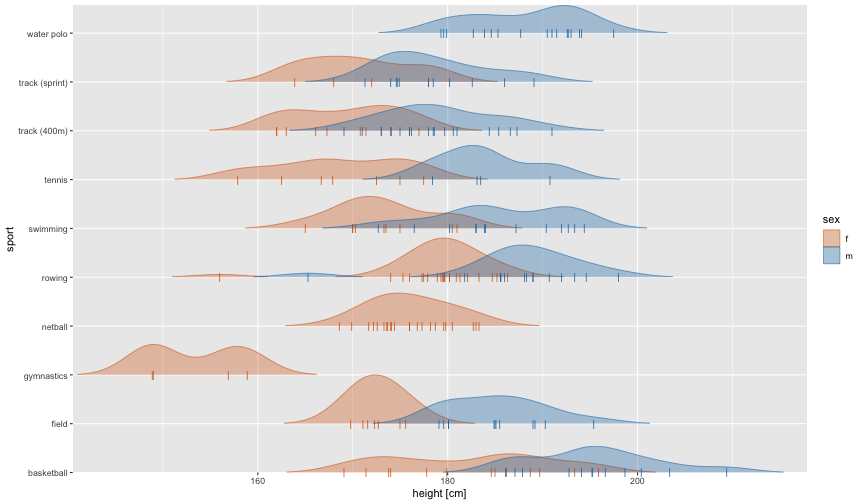 water polo
track (sprint)
track (400m)
tennis
swimming
rowing
netball
gymnastics
field
basketball
sport
160
180
200
height [cm]
sex
f
m